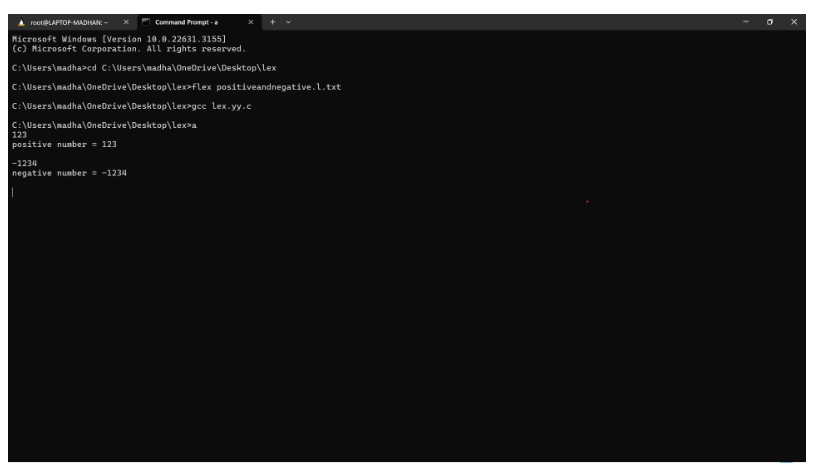 root@LAPTOP-MADHAN: ~
Command Prompt - a
Microsoft Windows [Version 10.0.22631.3155]
(c) Microsoft Corporation. All rights reserved.
C:\Users\madha>cd C:\Users\madha\OneDrive\Desktop\lex
C:\Users\madha\OneDrive\Desktop\lex>flex positiveandnegative.l.txt
C:\Users\madha\OneDrive\Desktop\lex>gcc lex.yy.c
C:\Users\madha\OneDrive\Desktop\lex>a
123
positive number = 123
-1234
negative number = -1234